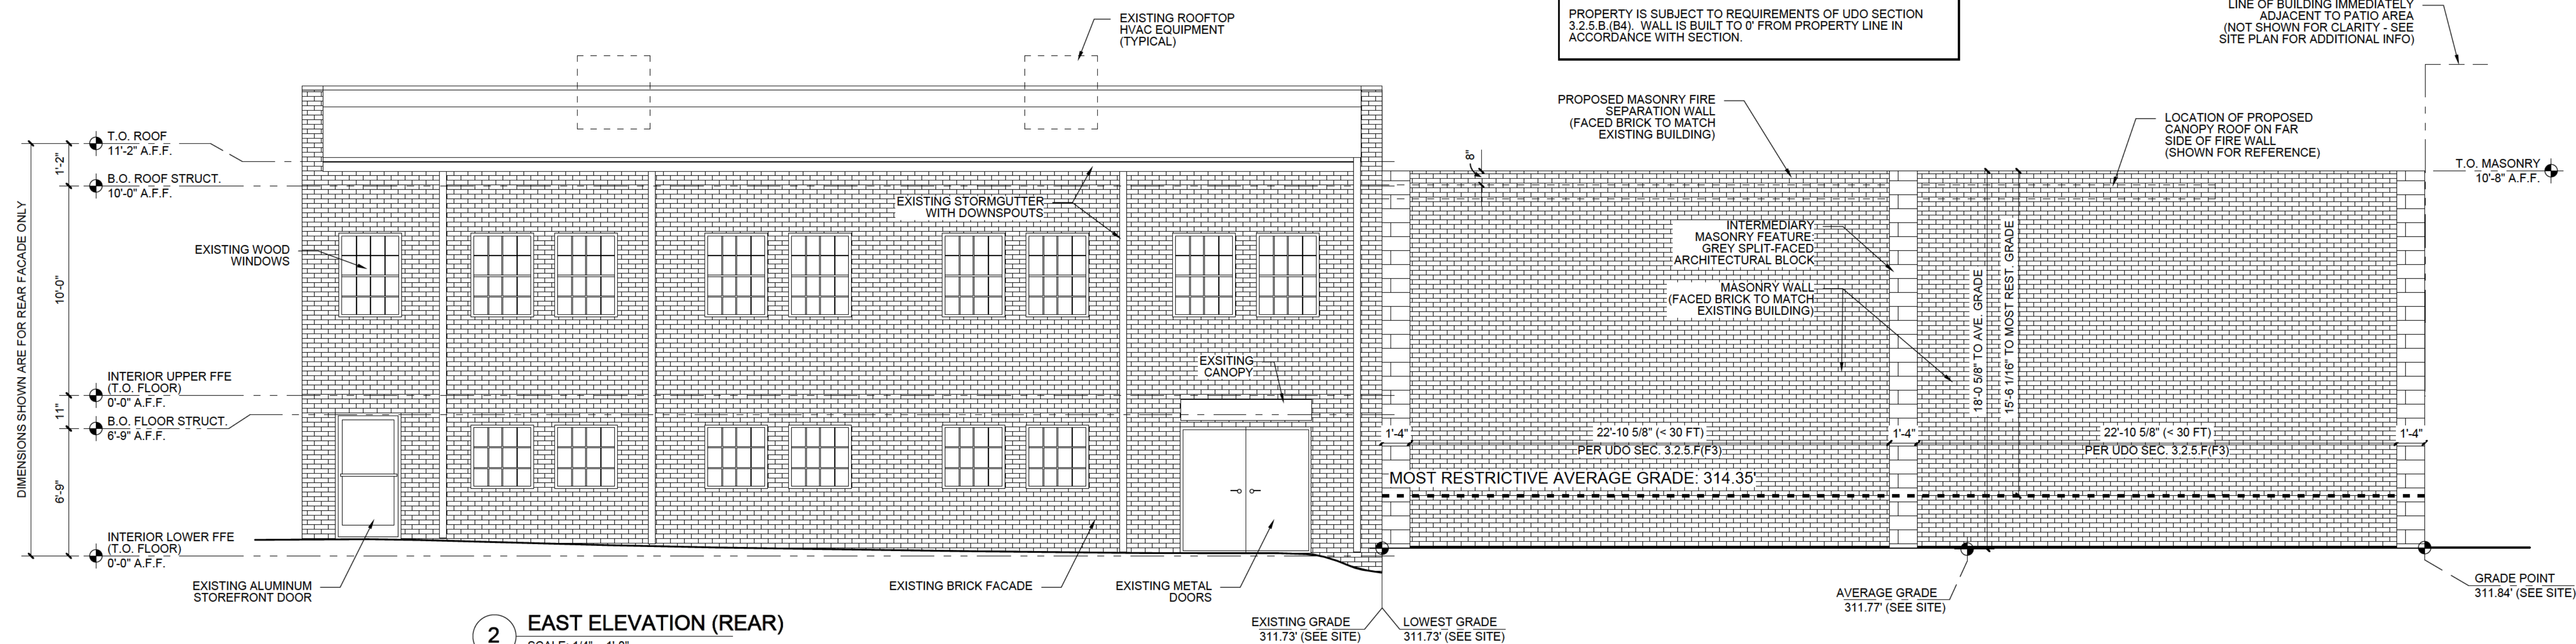 EXISTING ROOFTOP
HVAC EQUIPMENT
(TYPICAL)
PROPERTY IS SUBJECT TO REQUIREMENTS OF UDO SECTION
3.2.5.B.(B4). WALL IS BUILT TO 0' FROM PROPERTY LINE IN
ACCORDANCE WITH SECTION.
LINE OF BUILDING IMMEDIATELY
ADJACENT TO PATIO AREA
(NOT SHOWN FOR CLARITY - SEE
SITE PLAN FOR ADDITIONAL INFO)
DIMENSIONS SHOWN ARE FOR REAR FACADE ONLY
1'-2"
10'-0"
11"
6'-9"
T.O. ROOF
11'-2" A.F.F.
B.O. ROOF STRUCT.
10'-0" A.F.F.
INTERIOR UPPER FFE
(T.O. FLOOR)
0'-0" A.F.F.
B.O. FLOOR STRUCT.
6'-9" A.F.F.
INTERIOR LOWER FFE
(T.O. FLOOR)
0'-0" A.F.F.
EXISTING WOOD
WINDOWS
EXISTING STORMGUTTER
WITH DOWNSPOUTS
EXSITING
CANOPY
EXISTING ALUMINUM
STOREFRONT DOOR
EXISTING BRICK FACADE
EXISTING METAL
DOORS
PROPOSED MASONRY FIRE
SEPARATION WALL
(FACED BRICK TO MATCH
EXISTING BUILDING)
8"
LOCATION OF PROPOSED
CANOPY ROOF ON FAR
SIDE OF FIRE WALL
(SHOWN FOR REFERENCE)
T.O. MASONRY
10'-8" A.F.F.
INTERMEDIARY
MASONRY FEATURE:
GREY SPLIT-FACED
ARCHITECTURAL BLOCK
MASONRY WALL
(FACED BRICK TO MATCH
EXISTING BUILDING)
18'-0 5/8" TO AVE. GRADE
15'-6 1/16" TO MOST REST. GRADE
1'-4"
22'-10 5/8" (< 30 FT)
PER UDO SEC. 3.2.5.F(F3)
1'-4"
22'-10 5/8" (< 30 FT)
PER UDO SEC. 3.2.5.F(F3)
1'-4"
MOST RESTRICTIVE AVERAGE GRADE: 314.35'
EXISTING GRADE
311.73' (SEE SITE)
LOWEST GRADE
311.73' (SEE SITE)
AVERAGE GRADE
311.77' (SEE SITE)
GRADE POINT
311.84' (SEE SITE)
2
EAST ELEVATION (REAR)
SCALE: 1/4"